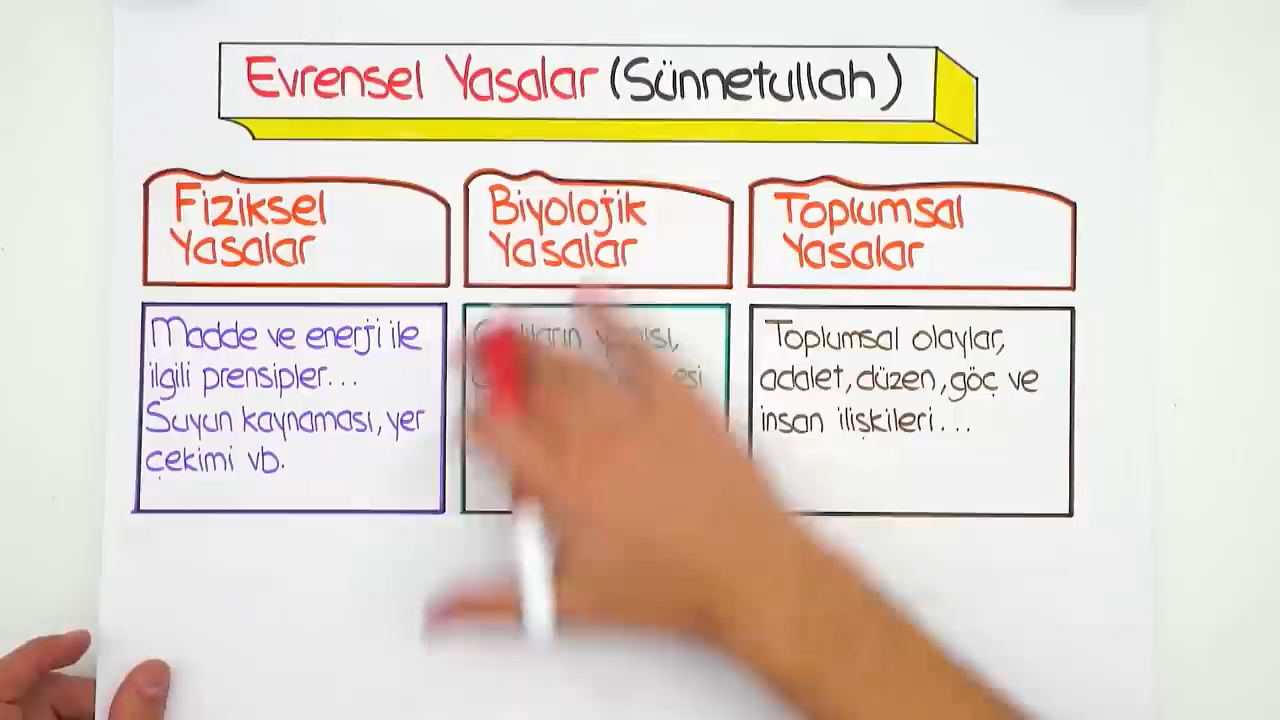 Evrensel Yasalar (Sünnetullah)
Fiziksel
Yasalar
Biyolojik
Yasalar
Toplumsal
Yasalar
Madde ve enerji ile
ilgili prensipler...
Suyun kaynaması, yer
çekimi vb.
Toplumsal olaylar,
adalet, düzen, göç ve
insan ilişkileri...